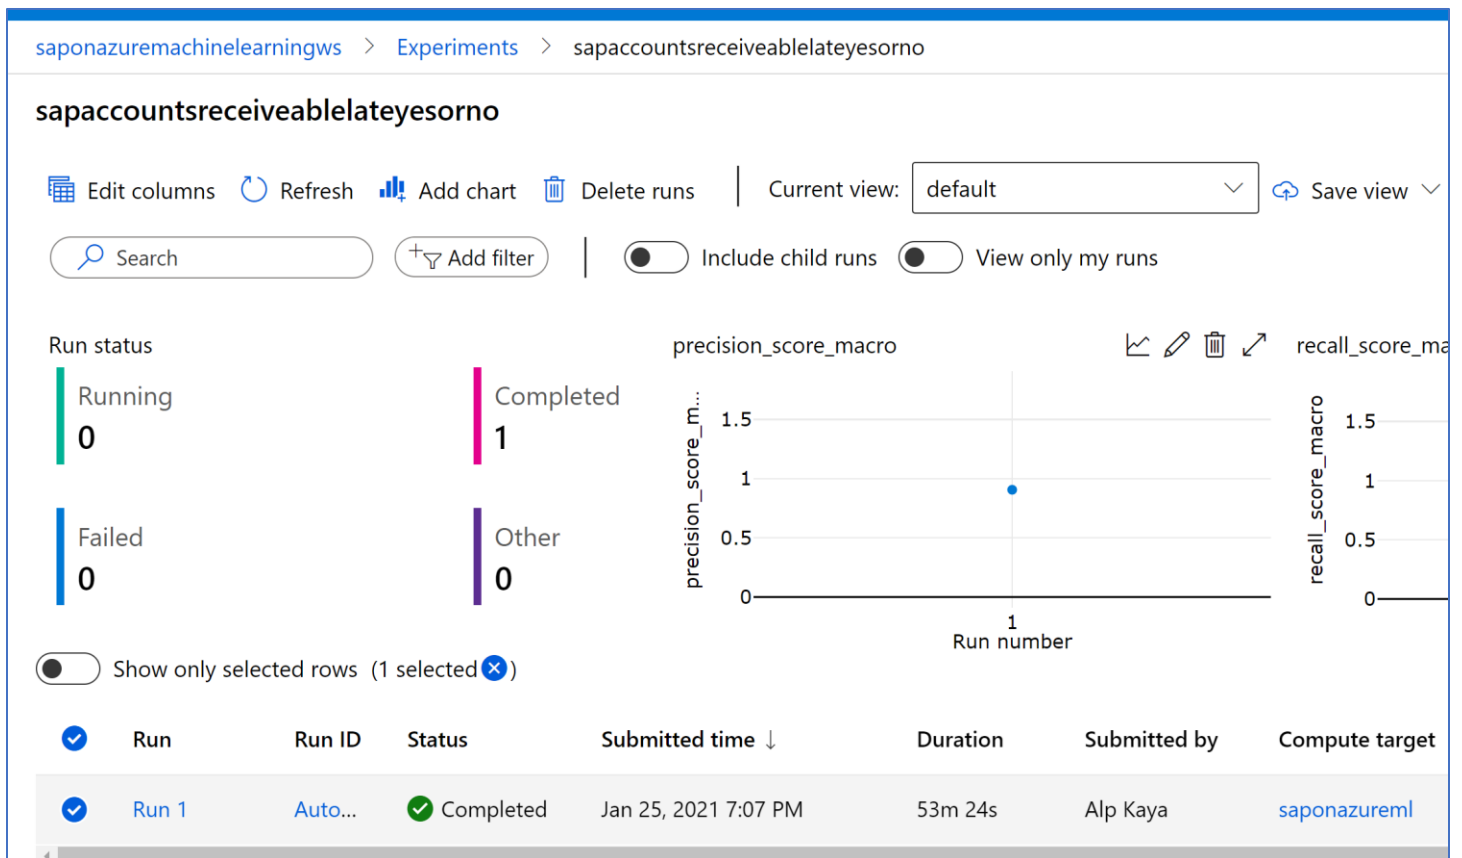 saponazuremachinelearningws > Experiments > sapaccountsreceiveablelateyesorno
sapaccountsreceiveablelateyesorno
Edit columns Refresh Add chart Delete runs Current view: default Save view
Search Add filter Include child runs View only my runs
Run status
Running
0
Completed
1
Failed
0
Other
0
precision_score_macro
precision_score_m...
1.5
1
0.5
0
1
Run number
recall_score_ma
recall_score_macro
1.5
1
0.5
0
Show only selected rows (1 selected )
Run Run ID Status Submitted time ↓ Duration Submitted by Compute target
Run 1 Auto... Completed Jan 25, 2021 7:07 PM 53m 24s Alp Kaya saponazureml